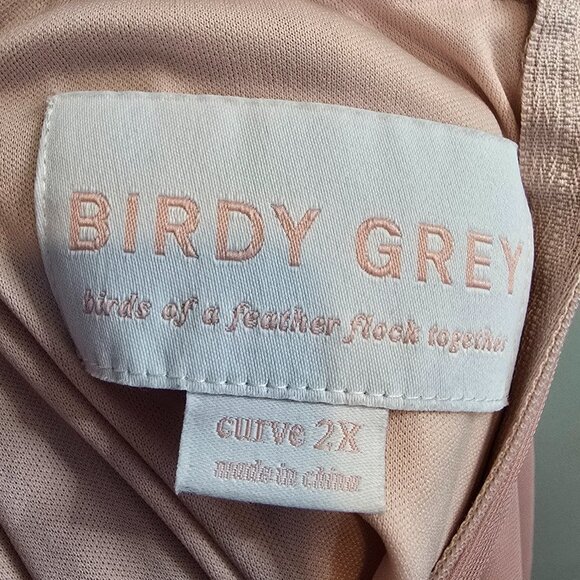 BIRDY GREY
birds of a feather flock together
curve 2X
made in china